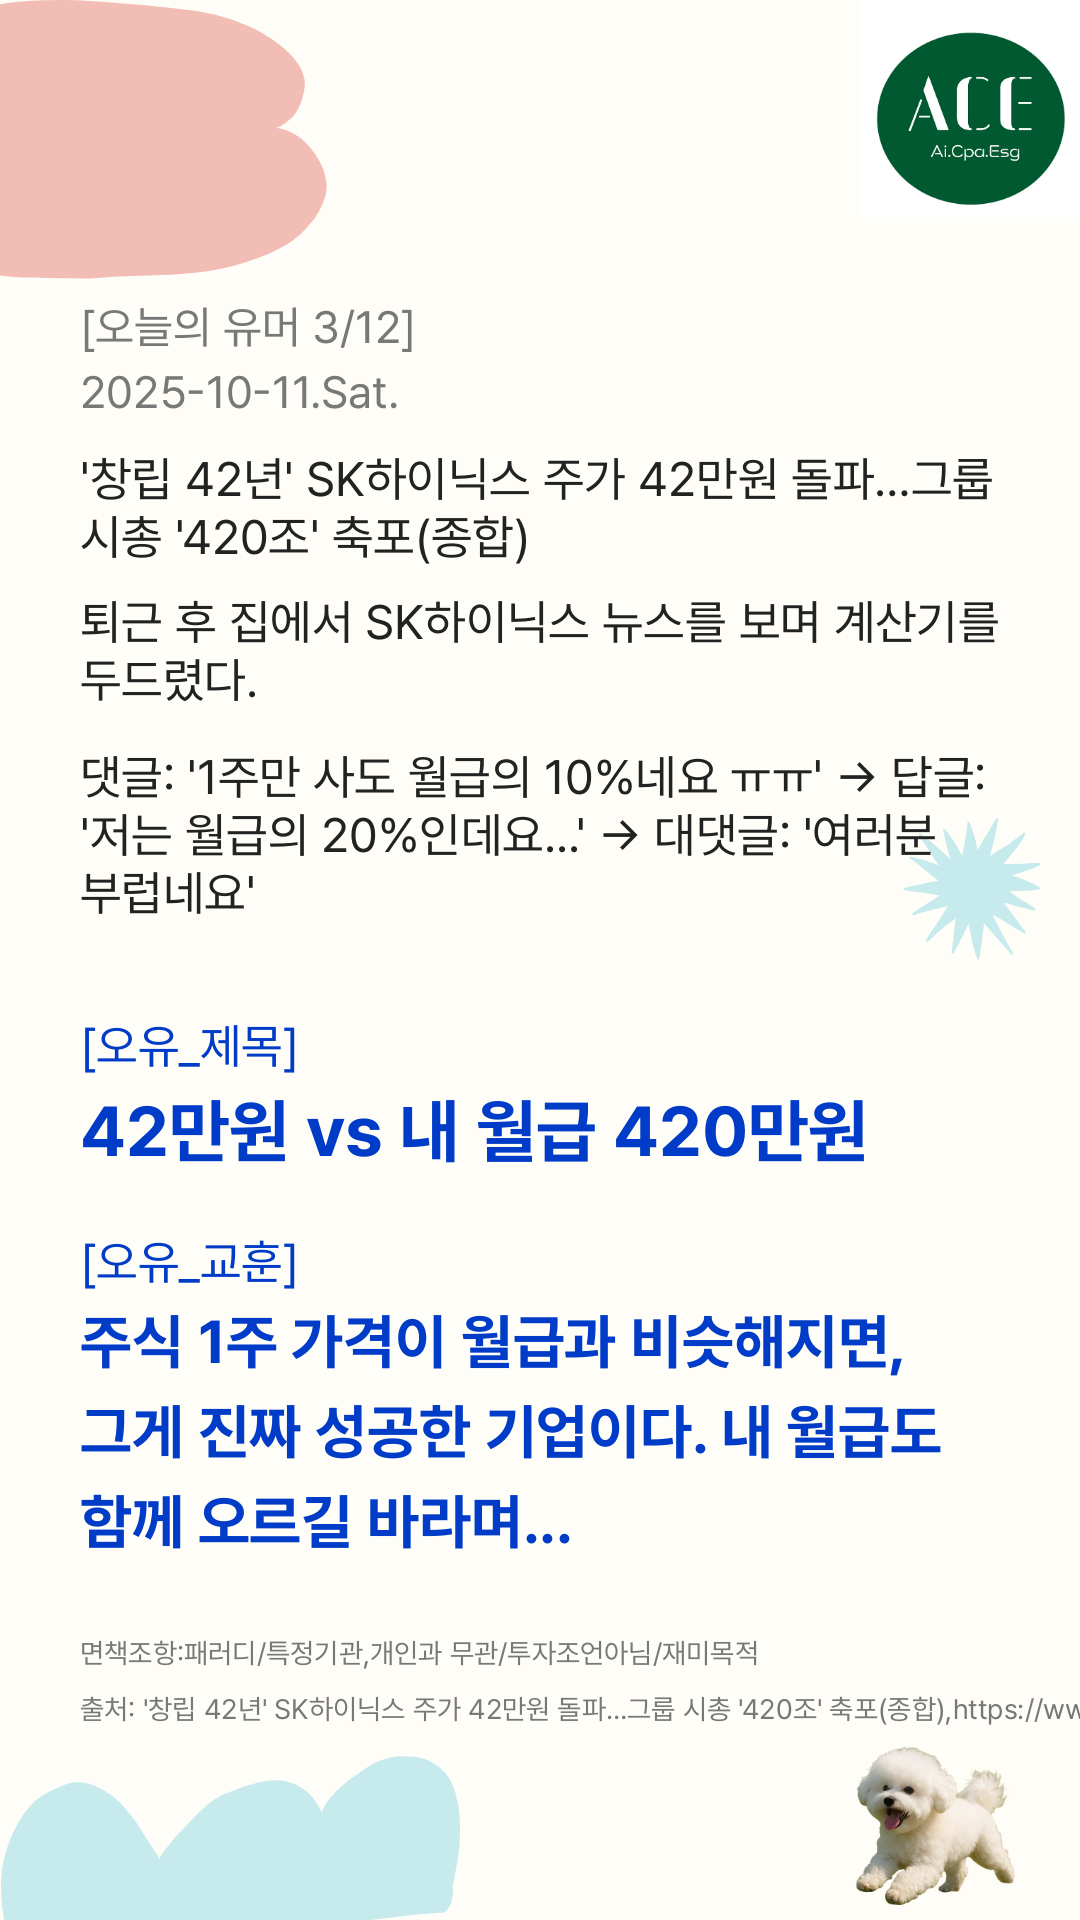 ACE
Ai.Cpa.Esg
[오늘의 유머 3/12]
2025-10-11.Sat.
'창립 42년' SK하이닉스 주가 42만원 돌파…그룹
시총 '420조' 축포(종합)
퇴근 후 집에서 SK하이닉스 뉴스를 보며 계산기를
두드렸다.
댓글: '1주만 사도 월급의 10%네요 ㅠㅠ' → 답글:
'저는 월급의 20%인데요...' → 대댓글: '여러분
부럽네요'
[오유_제목]
42만원 vs 내 월급 420만원
[오유_교훈]
주식 1주 가격이 월급과 비슷해지면,
그게 진짜 성공한 기업이다. 내 월급도
함께 오르길 바라며...
면책조항:패러디/특정기관,개인과 무관/투자조언아님/재미목적
출처: '창립 42년' SK하이닉스 주가 42만원 돌파…그룹 시총 '420조' 축포(종합),https://ww